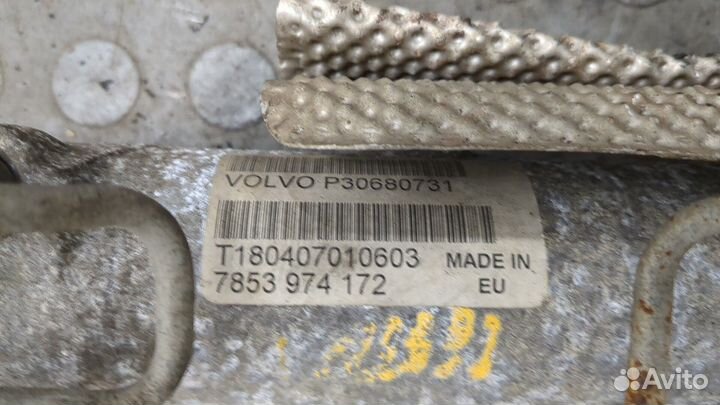 VOLVO P30680731
T180407010603 MADE IN
7853 974 172 EU
Avito